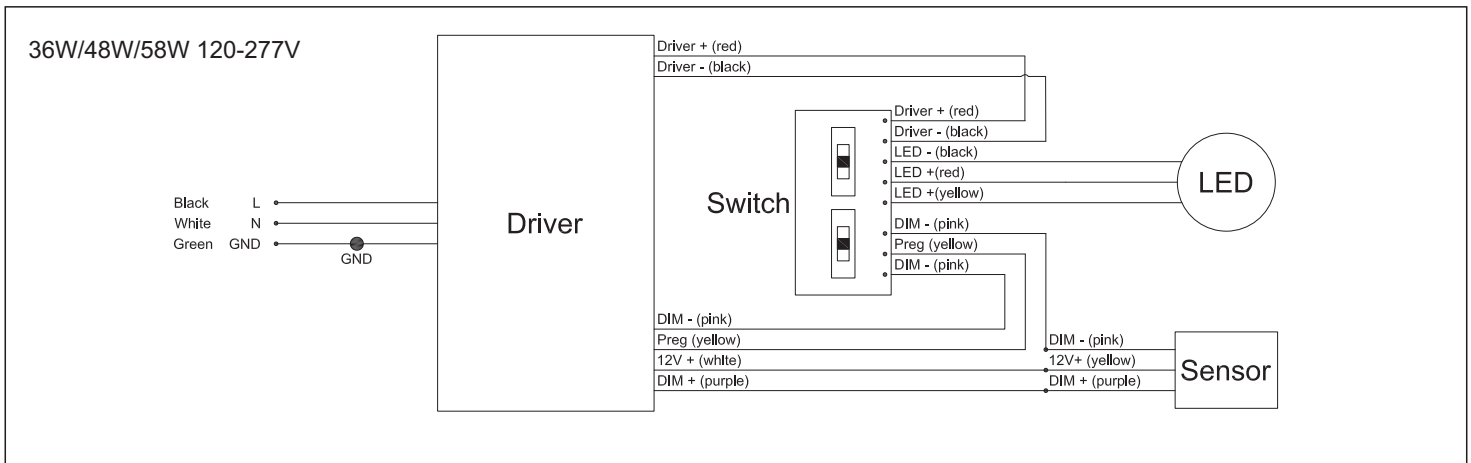 36W/48W/58W 120-277V
Driver + (red)
Driver - (black)
Driver + (red)
Driver - (black)
LED - (black)
LED +(red)
LED +(yellow)
LED
Switch
Black L
White N
Green GND
GND
Driver
DIM - (pink)
Preg (yellow)
DIM - (pink)
DIM - (pink)
Preg (yellow)
12V + (white)
DIM + (purple)
DIM - (pink)
12V+ (yellow)
DIM + (purple)
Sensor